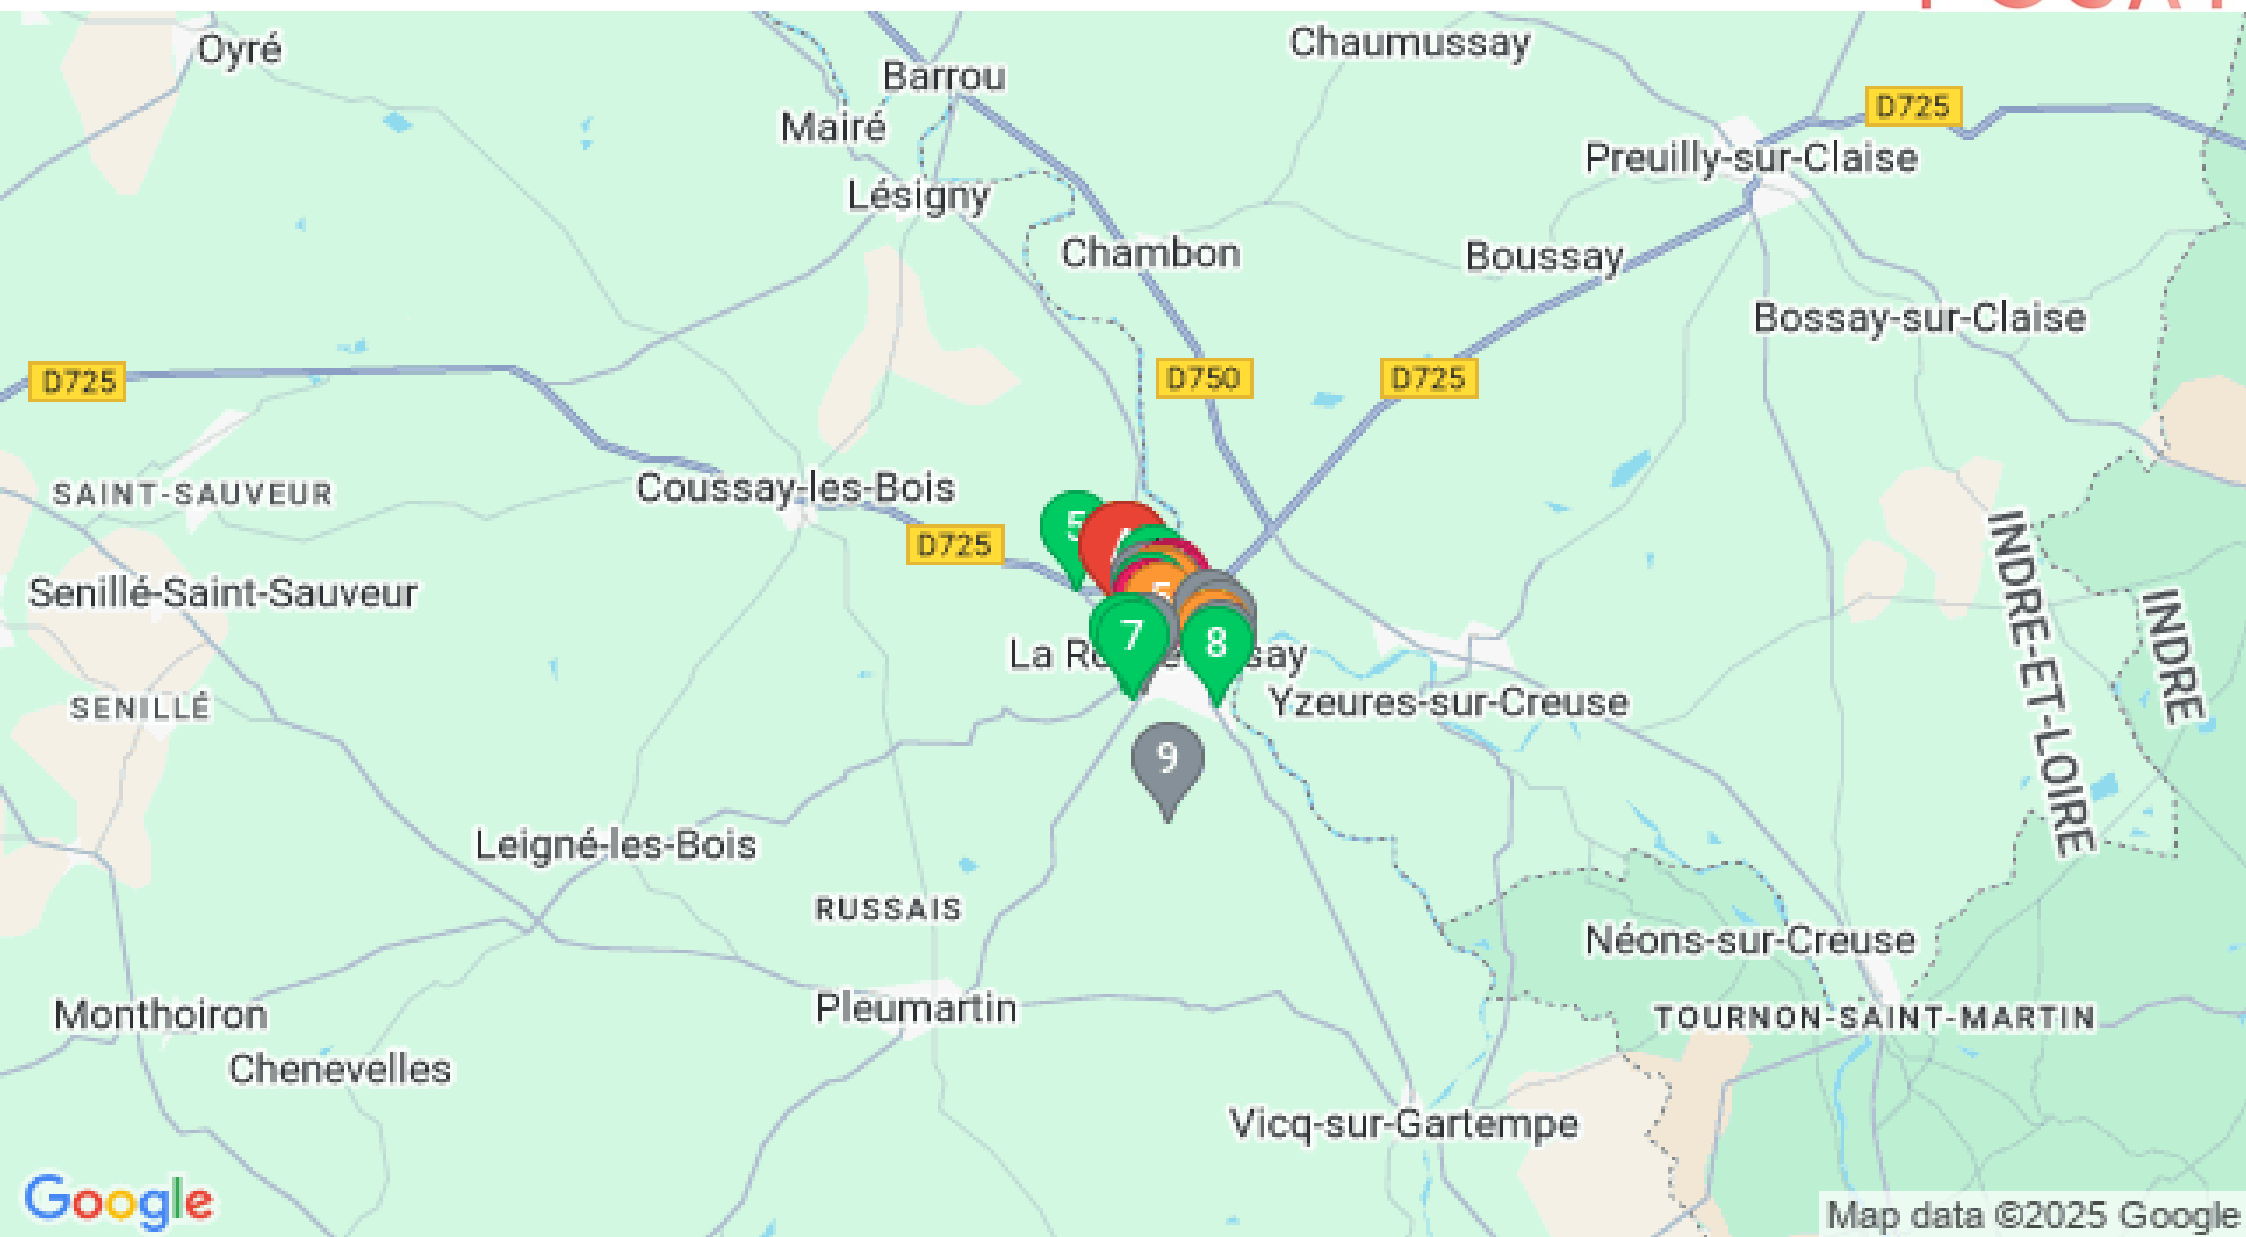 Oyré
Chaumussay
Barrou
D725
Mairé
Preuilly-sur-Claise
Lésigny
Chambon
Boussay
Bossay-sur-Claise
D725
D750
D725
SAINT-SAUVEUR
Coussay-les-Bois
5
D725
INDRE-ET-LOIRE
INDRE
Senillé-Saint-Sauveur
7
8
La Ro
say
SENILLÉ
Yzeures-sur-Creuse
9
Leigné-les-Bois
RUSSAIS
Néons-sur-Creuse
Monthoiron
Pleumartin
TOURNON-SAINT-MARTIN
Chenevelles
Vicq-sur-Gartempe
Google
Map data ©2025 Google